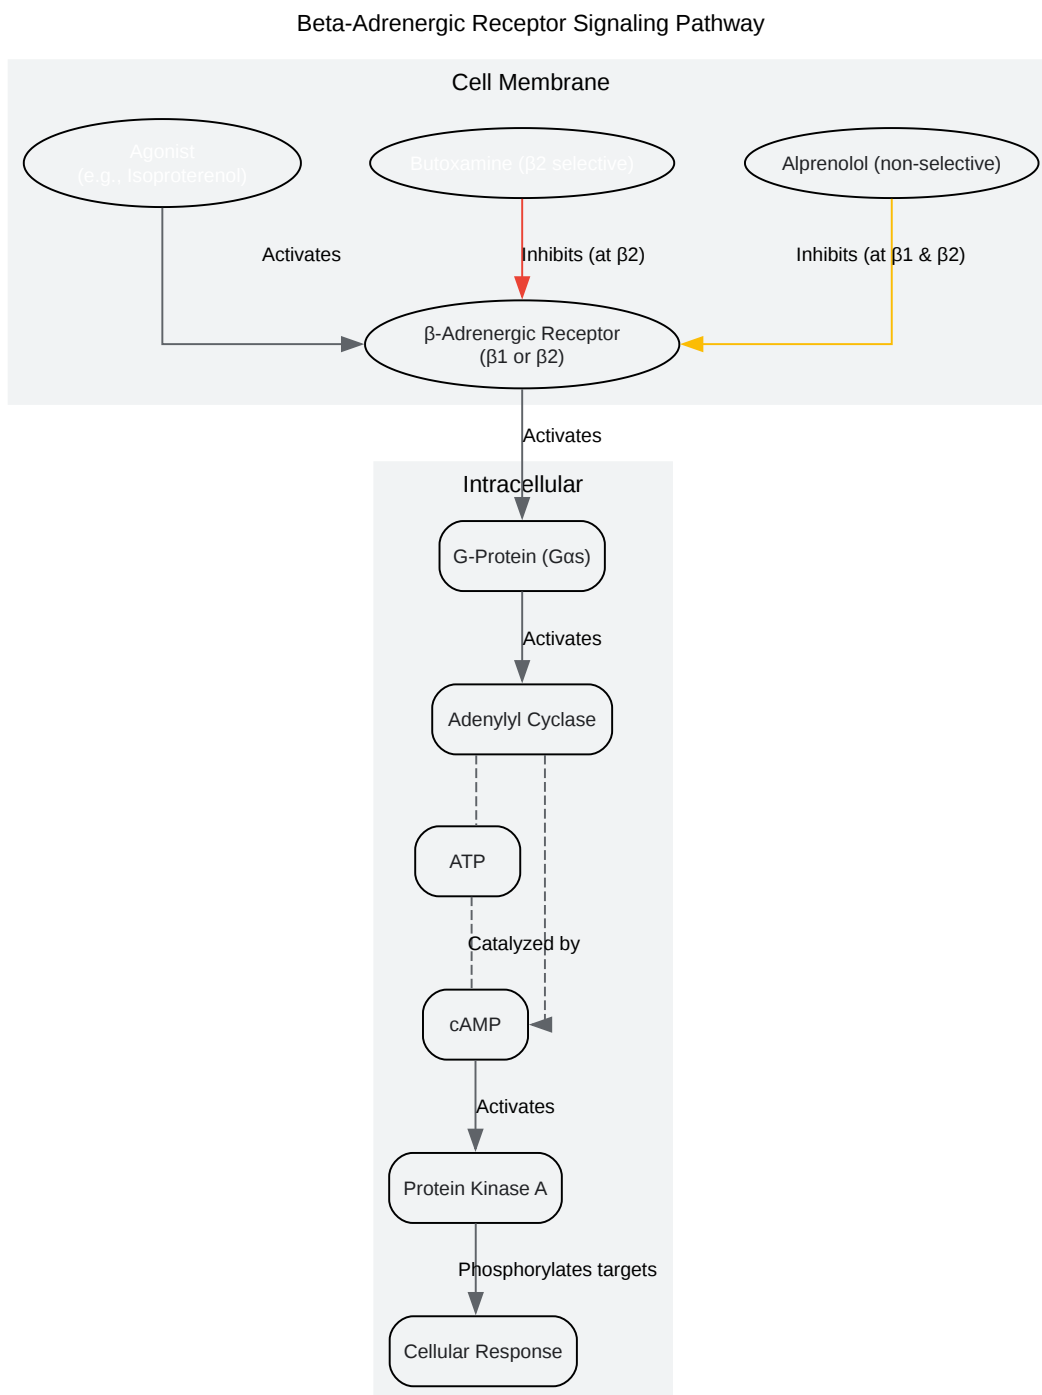 Beta-Adrenergic Receptor Signaling Pathway
Cell Membrane
Agonist
(e.g., Isoproterenol)
Butoxamine (β2 selective)
Alprenolol (non-selective)
Activates
Inhibits (at β2)
Inhibits (at β1 & β2)
β-Adrenergic Receptor
(β1 or β2)
Activates
Intracellular
G-Protein (Gαs)
Activates
Adenylyl Cyclase
ATP
Catalyzed by
cAMP
Activates
Protein Kinase A
Phosphorylates targets
Cellular Response